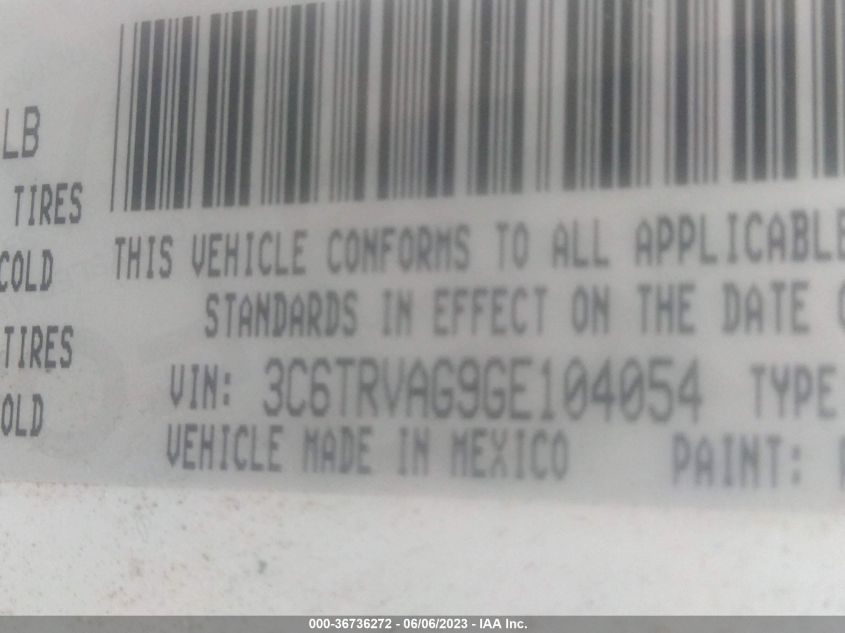 LB
TIRES
COLD
TIRES
OLD
THIS VEHICLE CONFORMS TO ALL APPLICABLE
STANDARDS IN EFFECT ON THE DATE
VIN: 3C6TRVAG9GE104054 TYPE
VEHICLE MADE IN MEXICO PAINT:
000-36736272 - 06/06/2023 - IAA Inc.